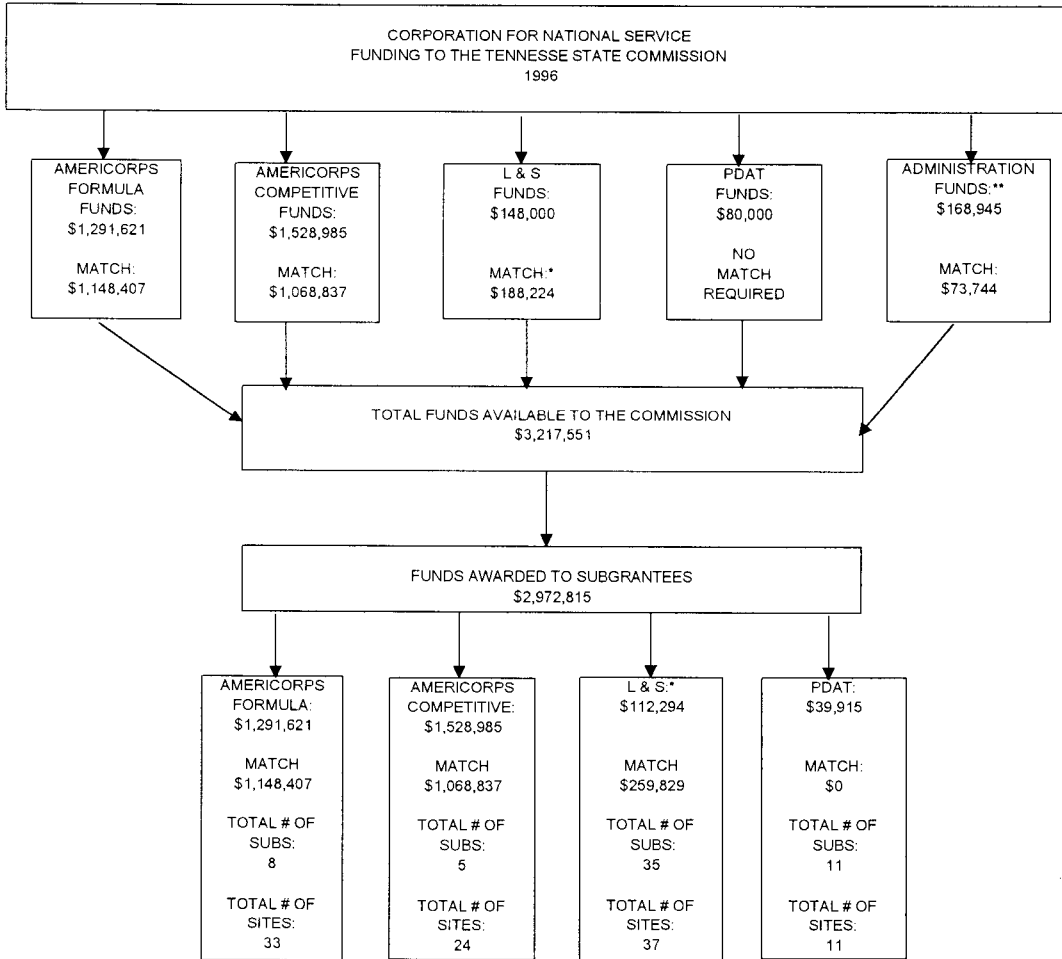 CORPORATION FOR NATIONAL SERVICE
FUNDING TO THE TENNESSE STATE COMMISSION
1996
AMERICORPS
FORMULA
FUNDS:
$1,291,621
MATCH:
$1,148,407
AMERICORPS
COMPETITIVE
FUNDS:
$1,528,985
MATCH:
$1,068,837
L & S
FUNDS:
$148,000
MATCH:*
$188,224
PDAT
FUNDS:
$80,000
NO
MATCH
REQUIRED
ADMINISTRATION
FUNDS:**
$168,945
MATCH:
$73,744
TOTAL FUNDS AVAILABLE TO THE COMMISSION
$3,217,551
FUNDS AWARDED TO SUBGRANTEES
$2,972,815
AMERICORPS
FORMULA:
$1,291,621
MATCH
$1,148,407
TOTAL # OF
SUBS:
8
TOTAL # OF
SITES:
33
AMERICORPS
COMPETITIVE:
$1,528,985
MATCH
$1,068,837
TOTAL # OF
SUBS:
5
TOTAL # OF
SITES:
24
L & S:*
$112,294
MATCH
$259,829
TOTAL # OF
SUBS:
35
TOTAL # OF
SITES:
37
PDAT:
$39,915
MATCH:
$0
TOTAL # OF
SUBS:
11
TOTAL # OF
SITES:
11